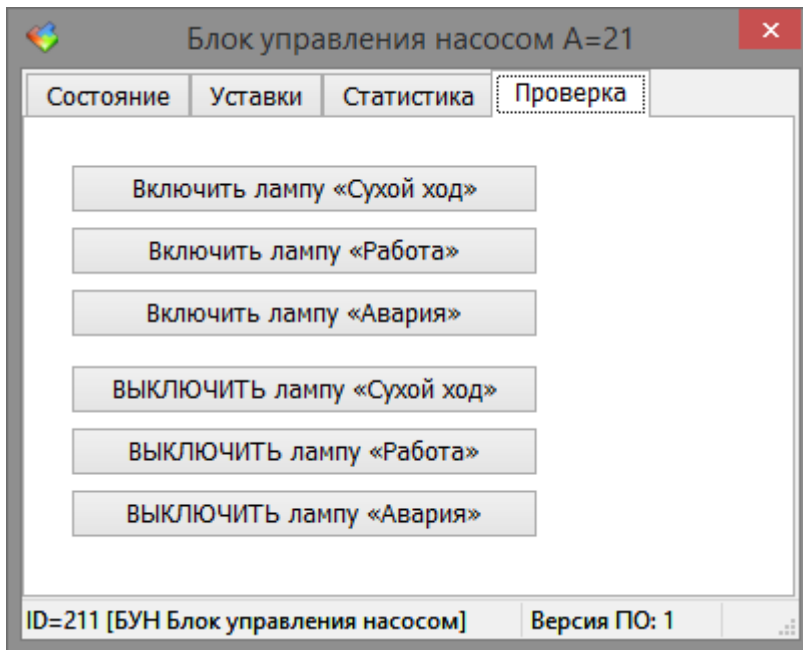 Блок управления насосом А=21
Состояние Уставки Статистика Проверка
Включить лампу «Сухой ход»
Включить лампу «Работа»
Включить лампу «Авария»
ВЫКЛЮЧИТЬ лампу «Сухой ход»
ВЫКЛЮЧИТЬ лампу «Работа»
ВЫКЛЮЧИТЬ лампу «Авария»
ID=211 [БУН Блок управления насосом] Версия ПО: 1